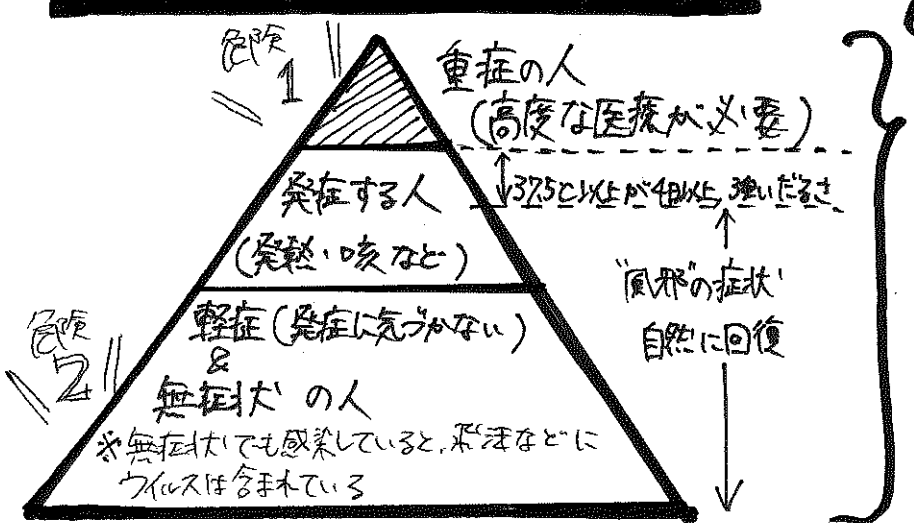 危険
1
重症の人
(高度な医療が必要)
発症する人
(発熱・咳など)
37.5℃以上が4日以上, 強いだるさ
"風邪"の症状
自然に回復
危険
2
軽症(発症に気づかない)
&
無症状の人
※無症状でも感染していると、飛沫などに
ウイルスは含まれている